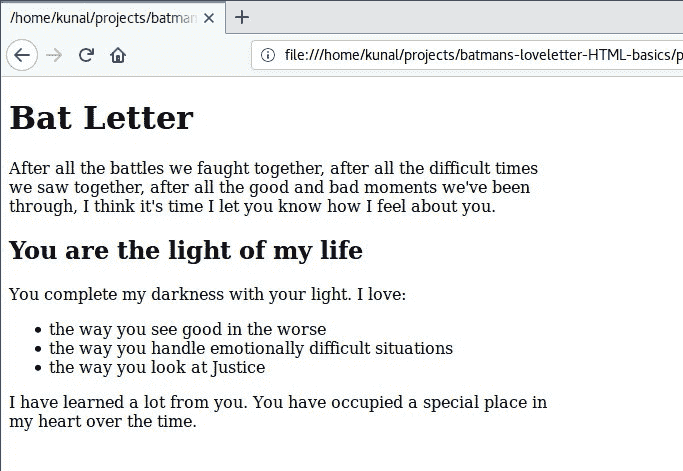 /home/kunal/projects/batman
file:///home/kunal/projects/batmans-loveletter-HTML-basics/p
Bat Letter
After all the battles we faught together, after all the difficult times
we saw together, after all the good and bad moments we've been
through, I think it's time I let you know how I feel about you.
You are the light of my life
You complete my darkness with your light. I love:
the way you see good in the worse
the way you handle emotionally difficult situations
the way you look at Justice
I have learned a lot from you. You have occupied a special place in
my heart over the time.